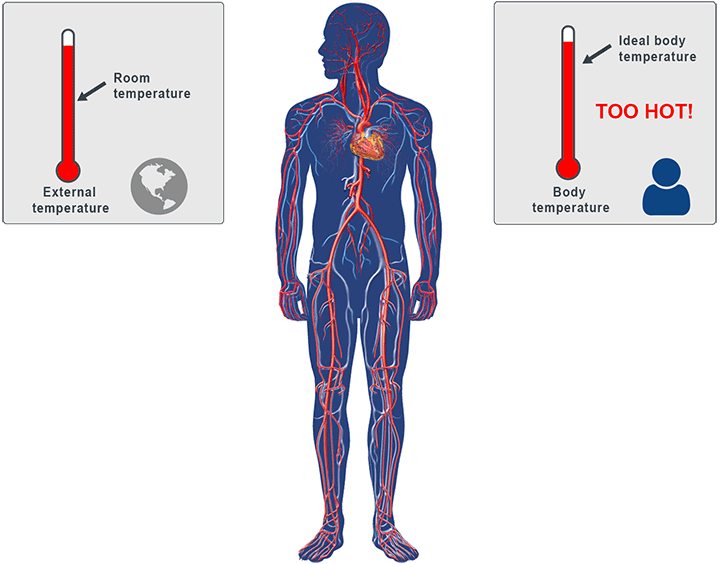 Room
temperature
External
temperature
Ideal body
temperature
TOO HOT!
Body
temperature